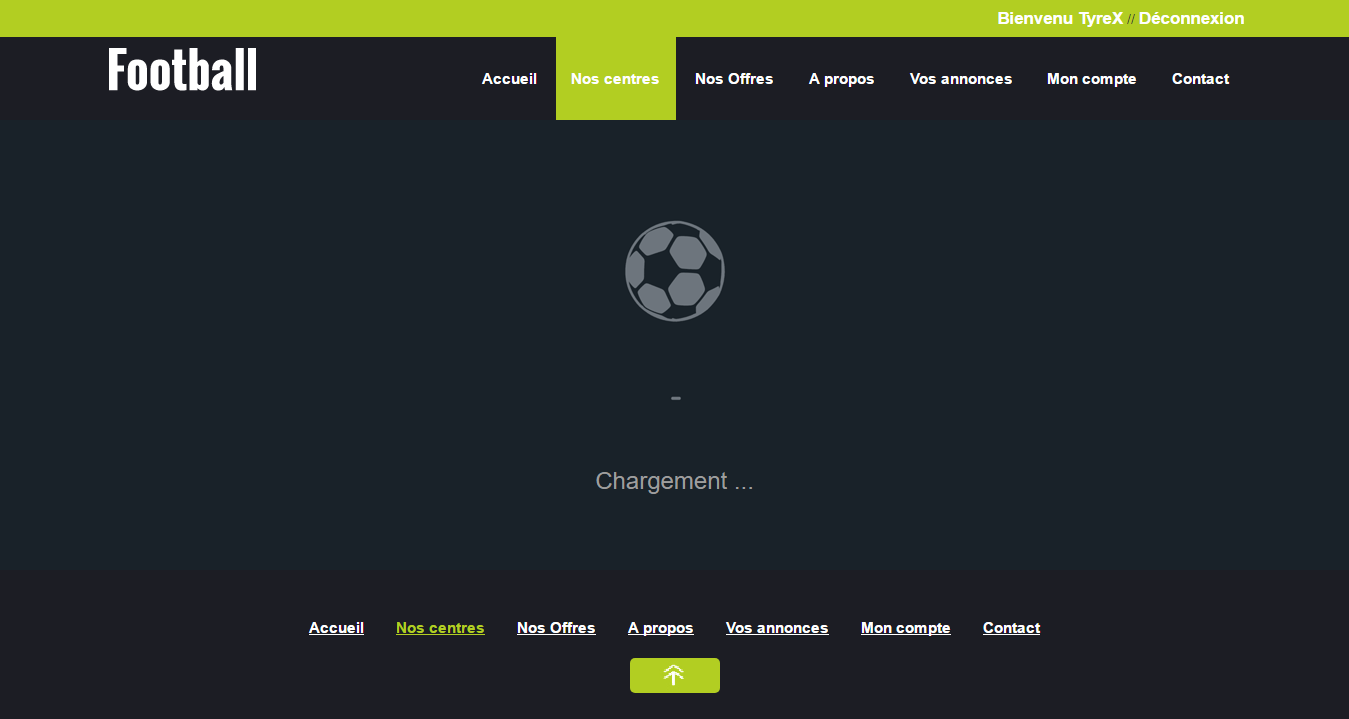 Bienvenu TyreX // Déconnexion
Football
Accueil Nos centres Nos Offres A propos Vos annonces Mon compte Contact
-
Chargement ...
Accueil Nos centres Nos Offres A propos Vos annonces Mon compte Contact